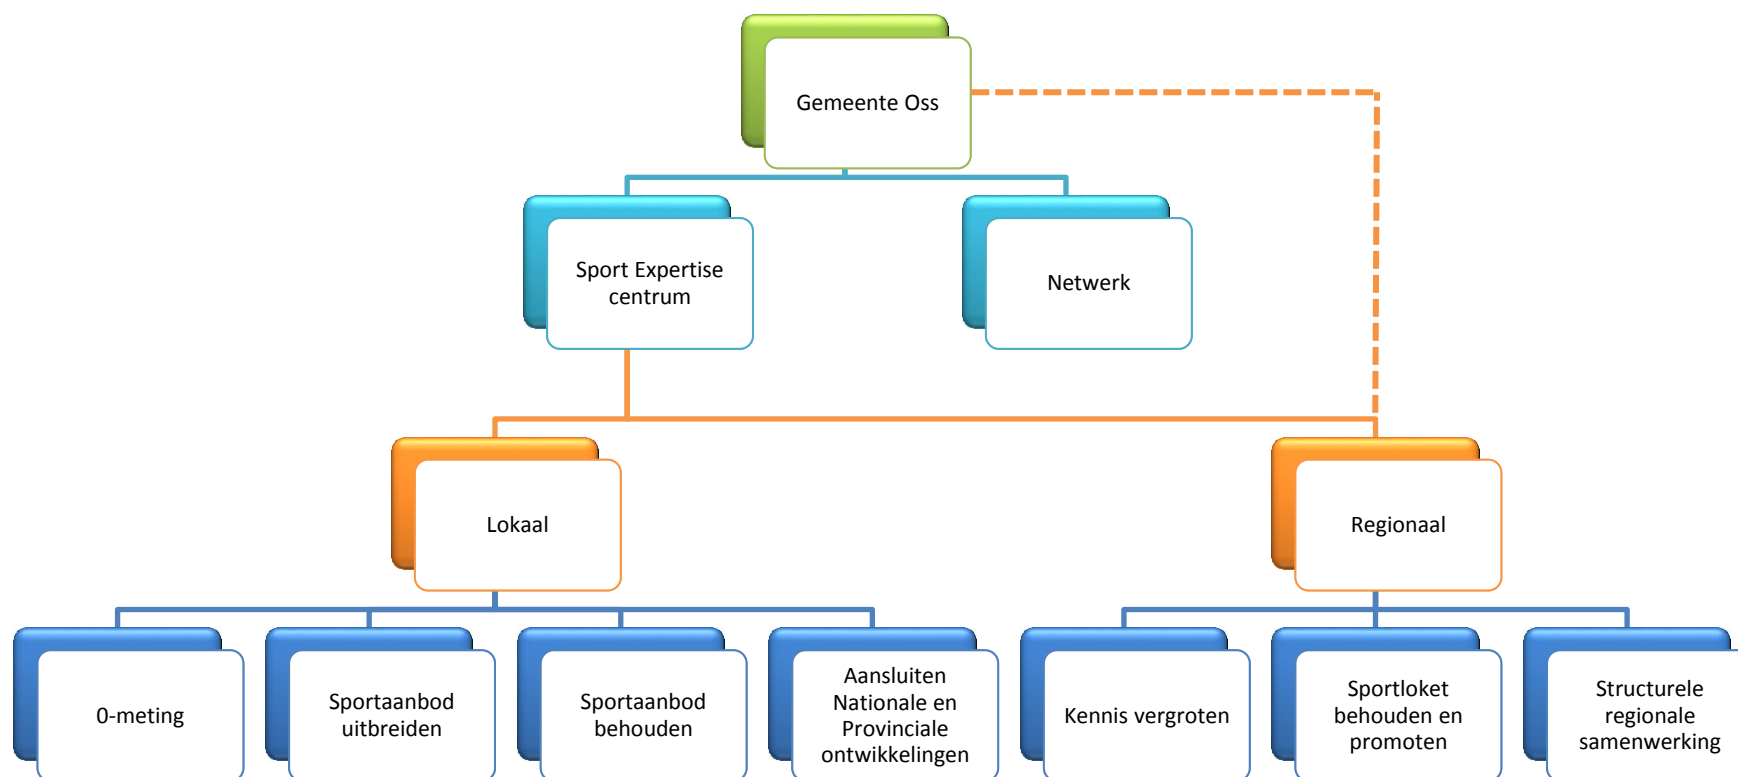 Gemeente Oss
Sport Expertise
centrum
Netwerk
Lokaal
Regionaal
0-meting
Sportaanbod
uitbreiden
Sportaanbod
behouden
Aansluiten
Nationale en
Provinciale
ontwikkelingen
Kennis vergroten
Sportloket
behouden en
promoten
Structurele
regionale
samenwerking